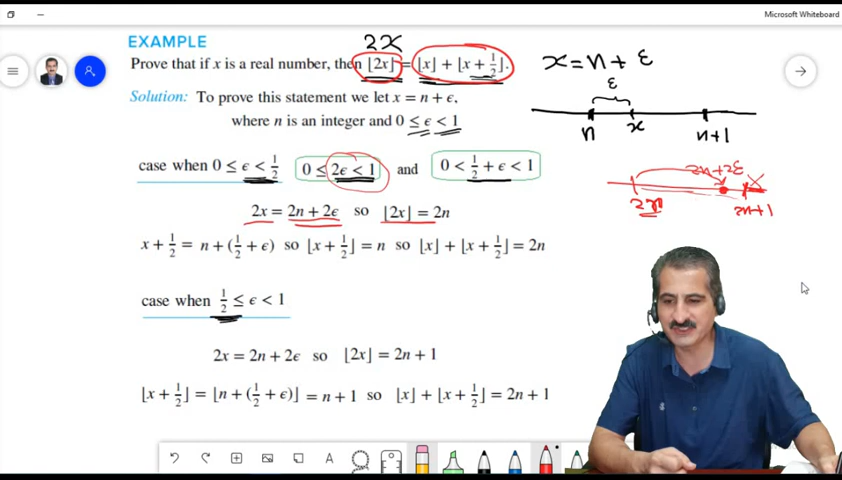 Microsoft Whiteboard
EXAMPLE
2x
Prove that if x is a real number, then ⌊2x⌋ = ⌊x⌋ + ⌊x + 1/2⌋.
x = n + ε
Solution: To prove this statement we let x = n + ϵ,
where n is an integer and 0 ≤ ϵ < 1
ε
n x n+1
case when 0 ≤ ϵ < 1/2 0 ≤ 2ϵ < 1 and 0 < 1/2 + ϵ < 1
2n+2ε
2n 2n+1
2x = 2n + 2ϵ so ⌊2x⌋ = 2n
x + 1/2 = n + (1/2 + ϵ) so ⌊x + 1/2⌋ = n so ⌊x⌋ + ⌊x + 1/2⌋ = 2n
case when 1/2 ≤ ϵ < 1
2x = 2n + 2ϵ so ⌊2x⌋ = 2n + 1
⌊x + 1/2⌋ = ⌊n + (1/2 + ϵ)⌋ = n + 1 so ⌊x⌋ + ⌊x + 1/2⌋ = 2n + 1
A